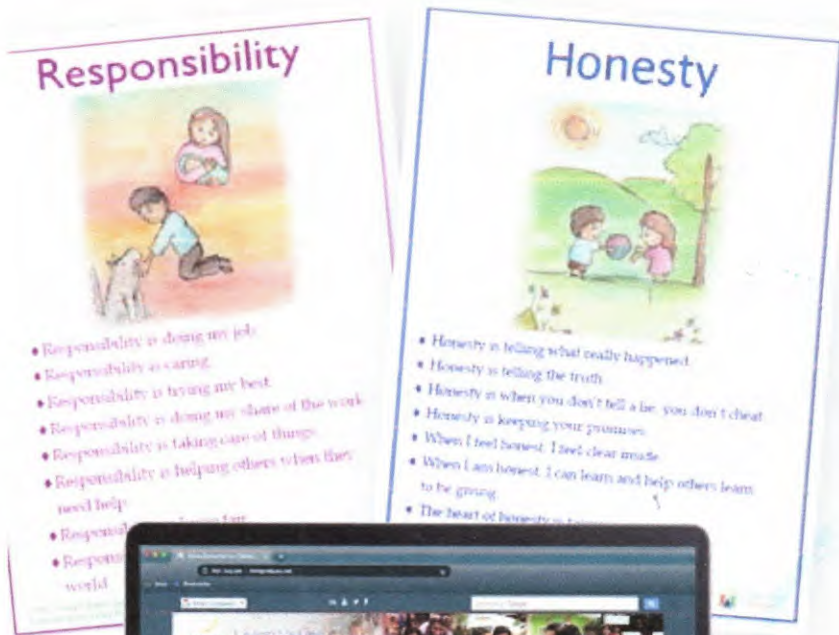 Responsibility
♦ Responsibility is doing my job.
♦ Responsibility is caring.
♦ Responsibility is trying my best.
♦ Responsibility is doing my share of the work.
♦ Responsibility is taking care of things.
♦ Responsibility is helping others when they
need help.
♦
♦
world
Honesty
♦ Honesty is telling what really happened.
♦ Honesty is telling the truth.
♦ Honesty is when you don't tell a lie, you don't cheat.
♦ Honesty is keeping your promises.
♦ When I feel honest, I feel clear inside.
♦ When I am honest, I can learn and help others learn
to be giving.
♦ The heart of honesty is